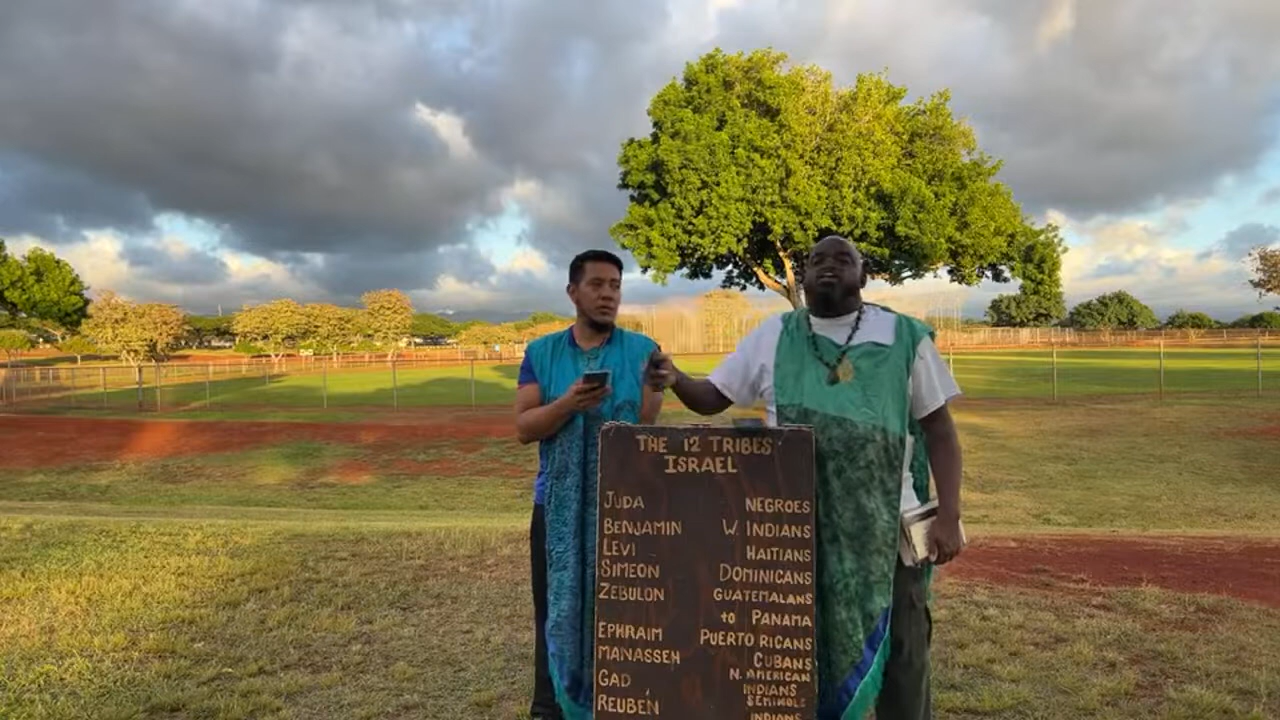 THE 12 TRIBES
ISRAEL
JUDA NEGROES
BENJAMIN W. INDIANS
LEVI HAITIANS
SIMEON DOMINICANS
ZEBULON GUATEMALANS
to PANAMA
EPHRAIM PUERTO RICANS
MANASSEH CUBANS
GAD N. AMERICAN
INDIANS
REUBEN SEMINOLE
INDIANS